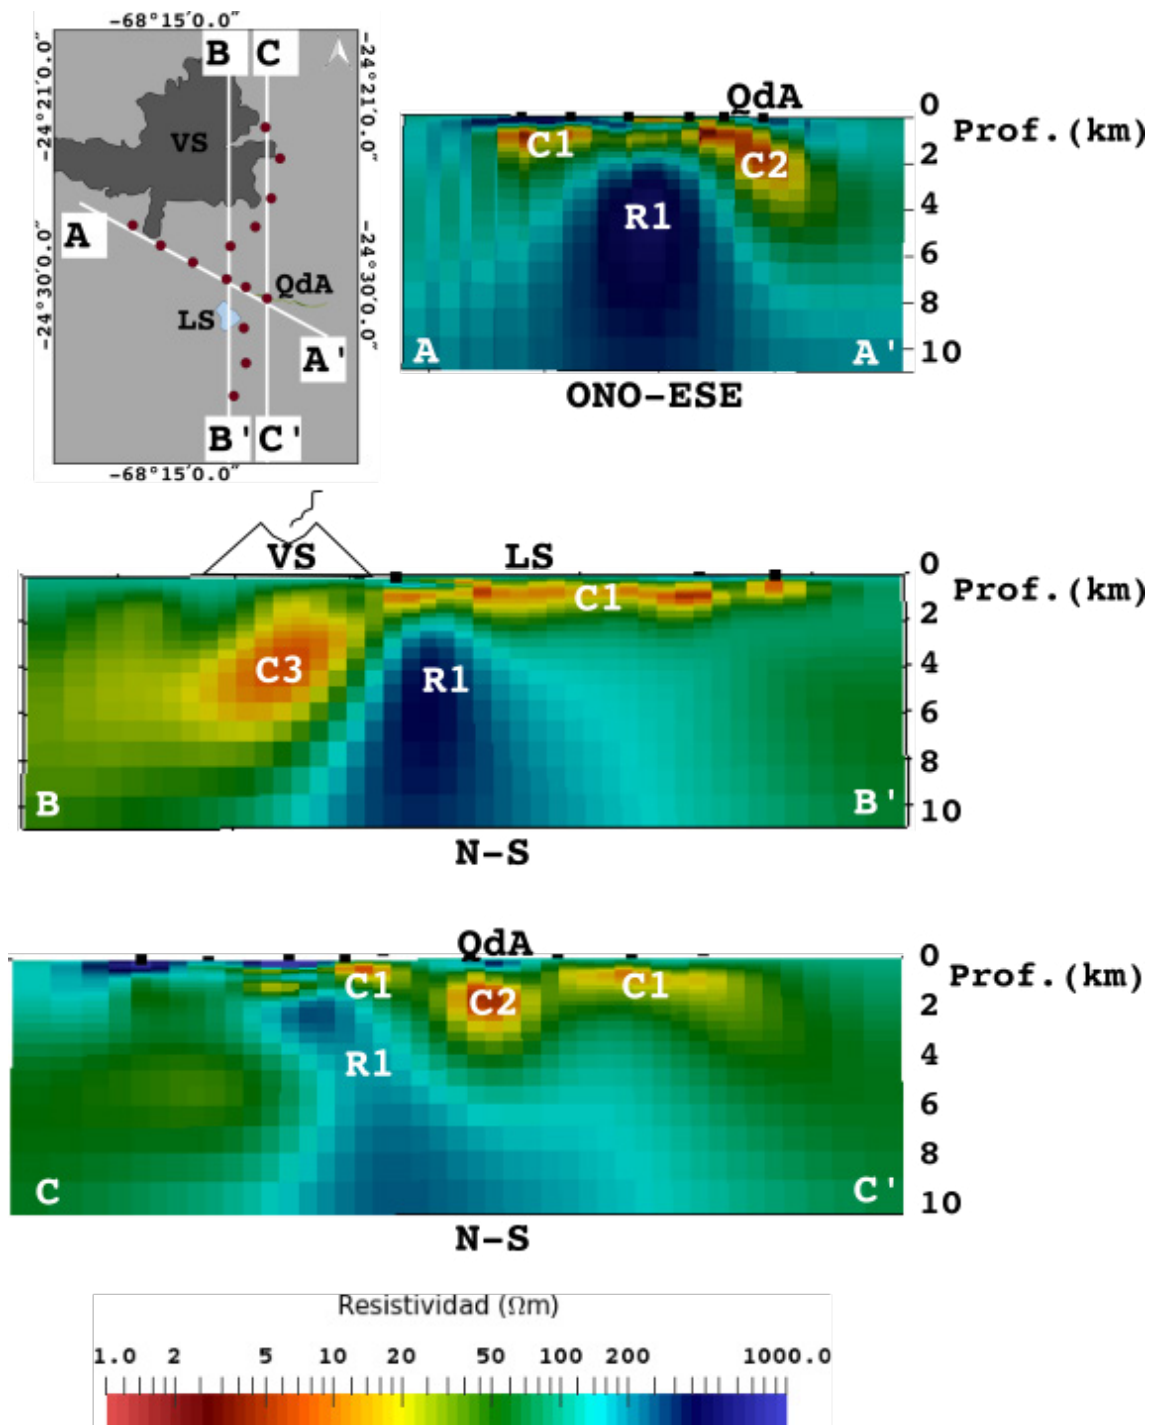 -68°15'0.0"
B C
-24°21'0.0"
-24°21'0.0"
VS
A
-24°30'0.0"
-24°30'0.0"
QdA
LS
A'
B' C'
-68°15'0.0"
QdA
0
Prof.(km)
C1
C2
2
R1
4
6
8
A
A'
10
ONO-ESE
VS
LS
0
Prof.(km)
C1
2
C3
R1
4
6
8
B
B'
10
N-S
QdA
0
Prof.(km)
C1
C2
C1
2
R1
4
6
8
C
C'
10
N-S
Resistividad (Ωm)
1.0 2 5 10 20 50 100 200 1000.0